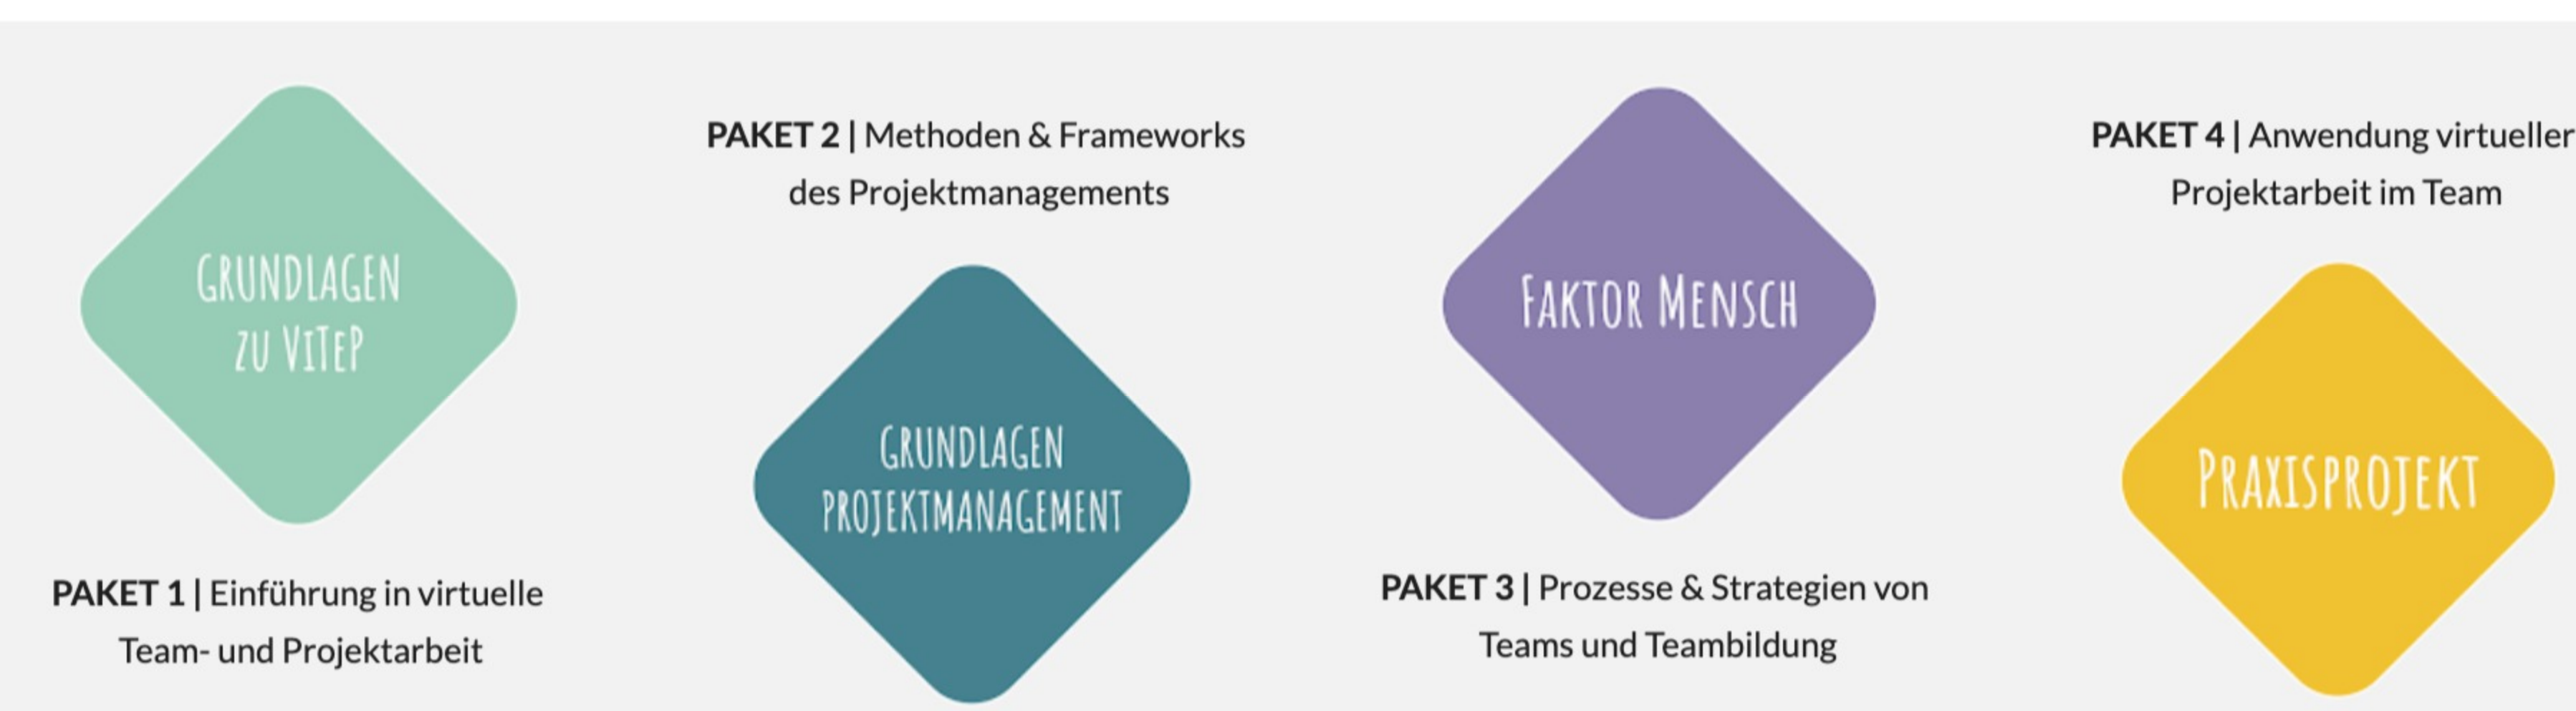 GRUNDLAGEN
ZU VITEP
PAKET 1 | Einführung in virtuelle
Team- und Projektarbeit
PAKET 2 | Methoden & Frameworks
des Projektmanagements
GRUNDLAGEN
PROJEKTMANAGEMENT
FAKTOR MENSCH
PAKET 3 | Prozesse & Strategien von
Teams und Teambildung
PAKET 4 | Anwendung virtueller
Projektarbeit im Team
PRAXISPROJEKT